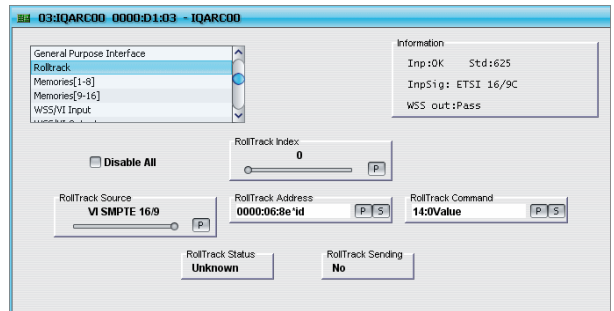 03:IQARC00 0000:D1:03 - IQARC00
General Purpose Interface
Rolltrack
Memories[1-8]
Memories[9-16]
WSS/VI Input
Information
Inp:OK Std:625
InpSig: ETSI 16/9C
WSS out:Pass
Disable All
RollTrack Index
0
P
RollTrack Source
VI SMPTE 16/9
P
RollTrack Address
0000:06:8e*id
P S
RollTrack Command
14:0Value
P S
RollTrack Status
Unknown
RollTrack Sending
No